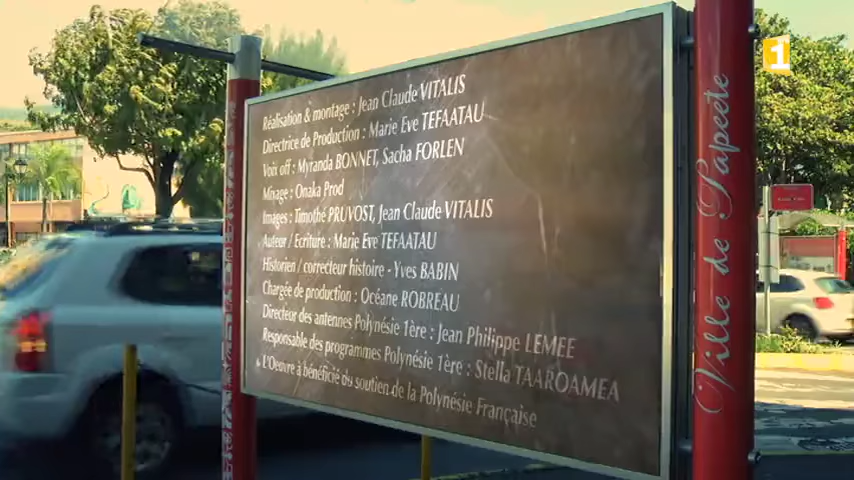 1
Réalisation & montage : Jean Claude VITALIS
Directrice de Production : Marie Eve TEFAATAU
Voix off : Myranda BONNET, Sacha FORLEN
Mixage : Onaka Prod
Images : Timothé PRUVOST, Jean Claude VITALIS
Auteur / Ecriture : Marie Eve TEFAATAU
Historien / correcteur histoire - Yves BABIN
Chargée de production : Océane ROBREAU
Directeur des antennes Polynésie 1ère : Jean Philippe LEMEE
Responsable des programmes Polynésie 1ère : Stella TAAROAMEA
L'Oeuvre à bénéficié du soutien de la Polynésie Française
Ville de Papeete